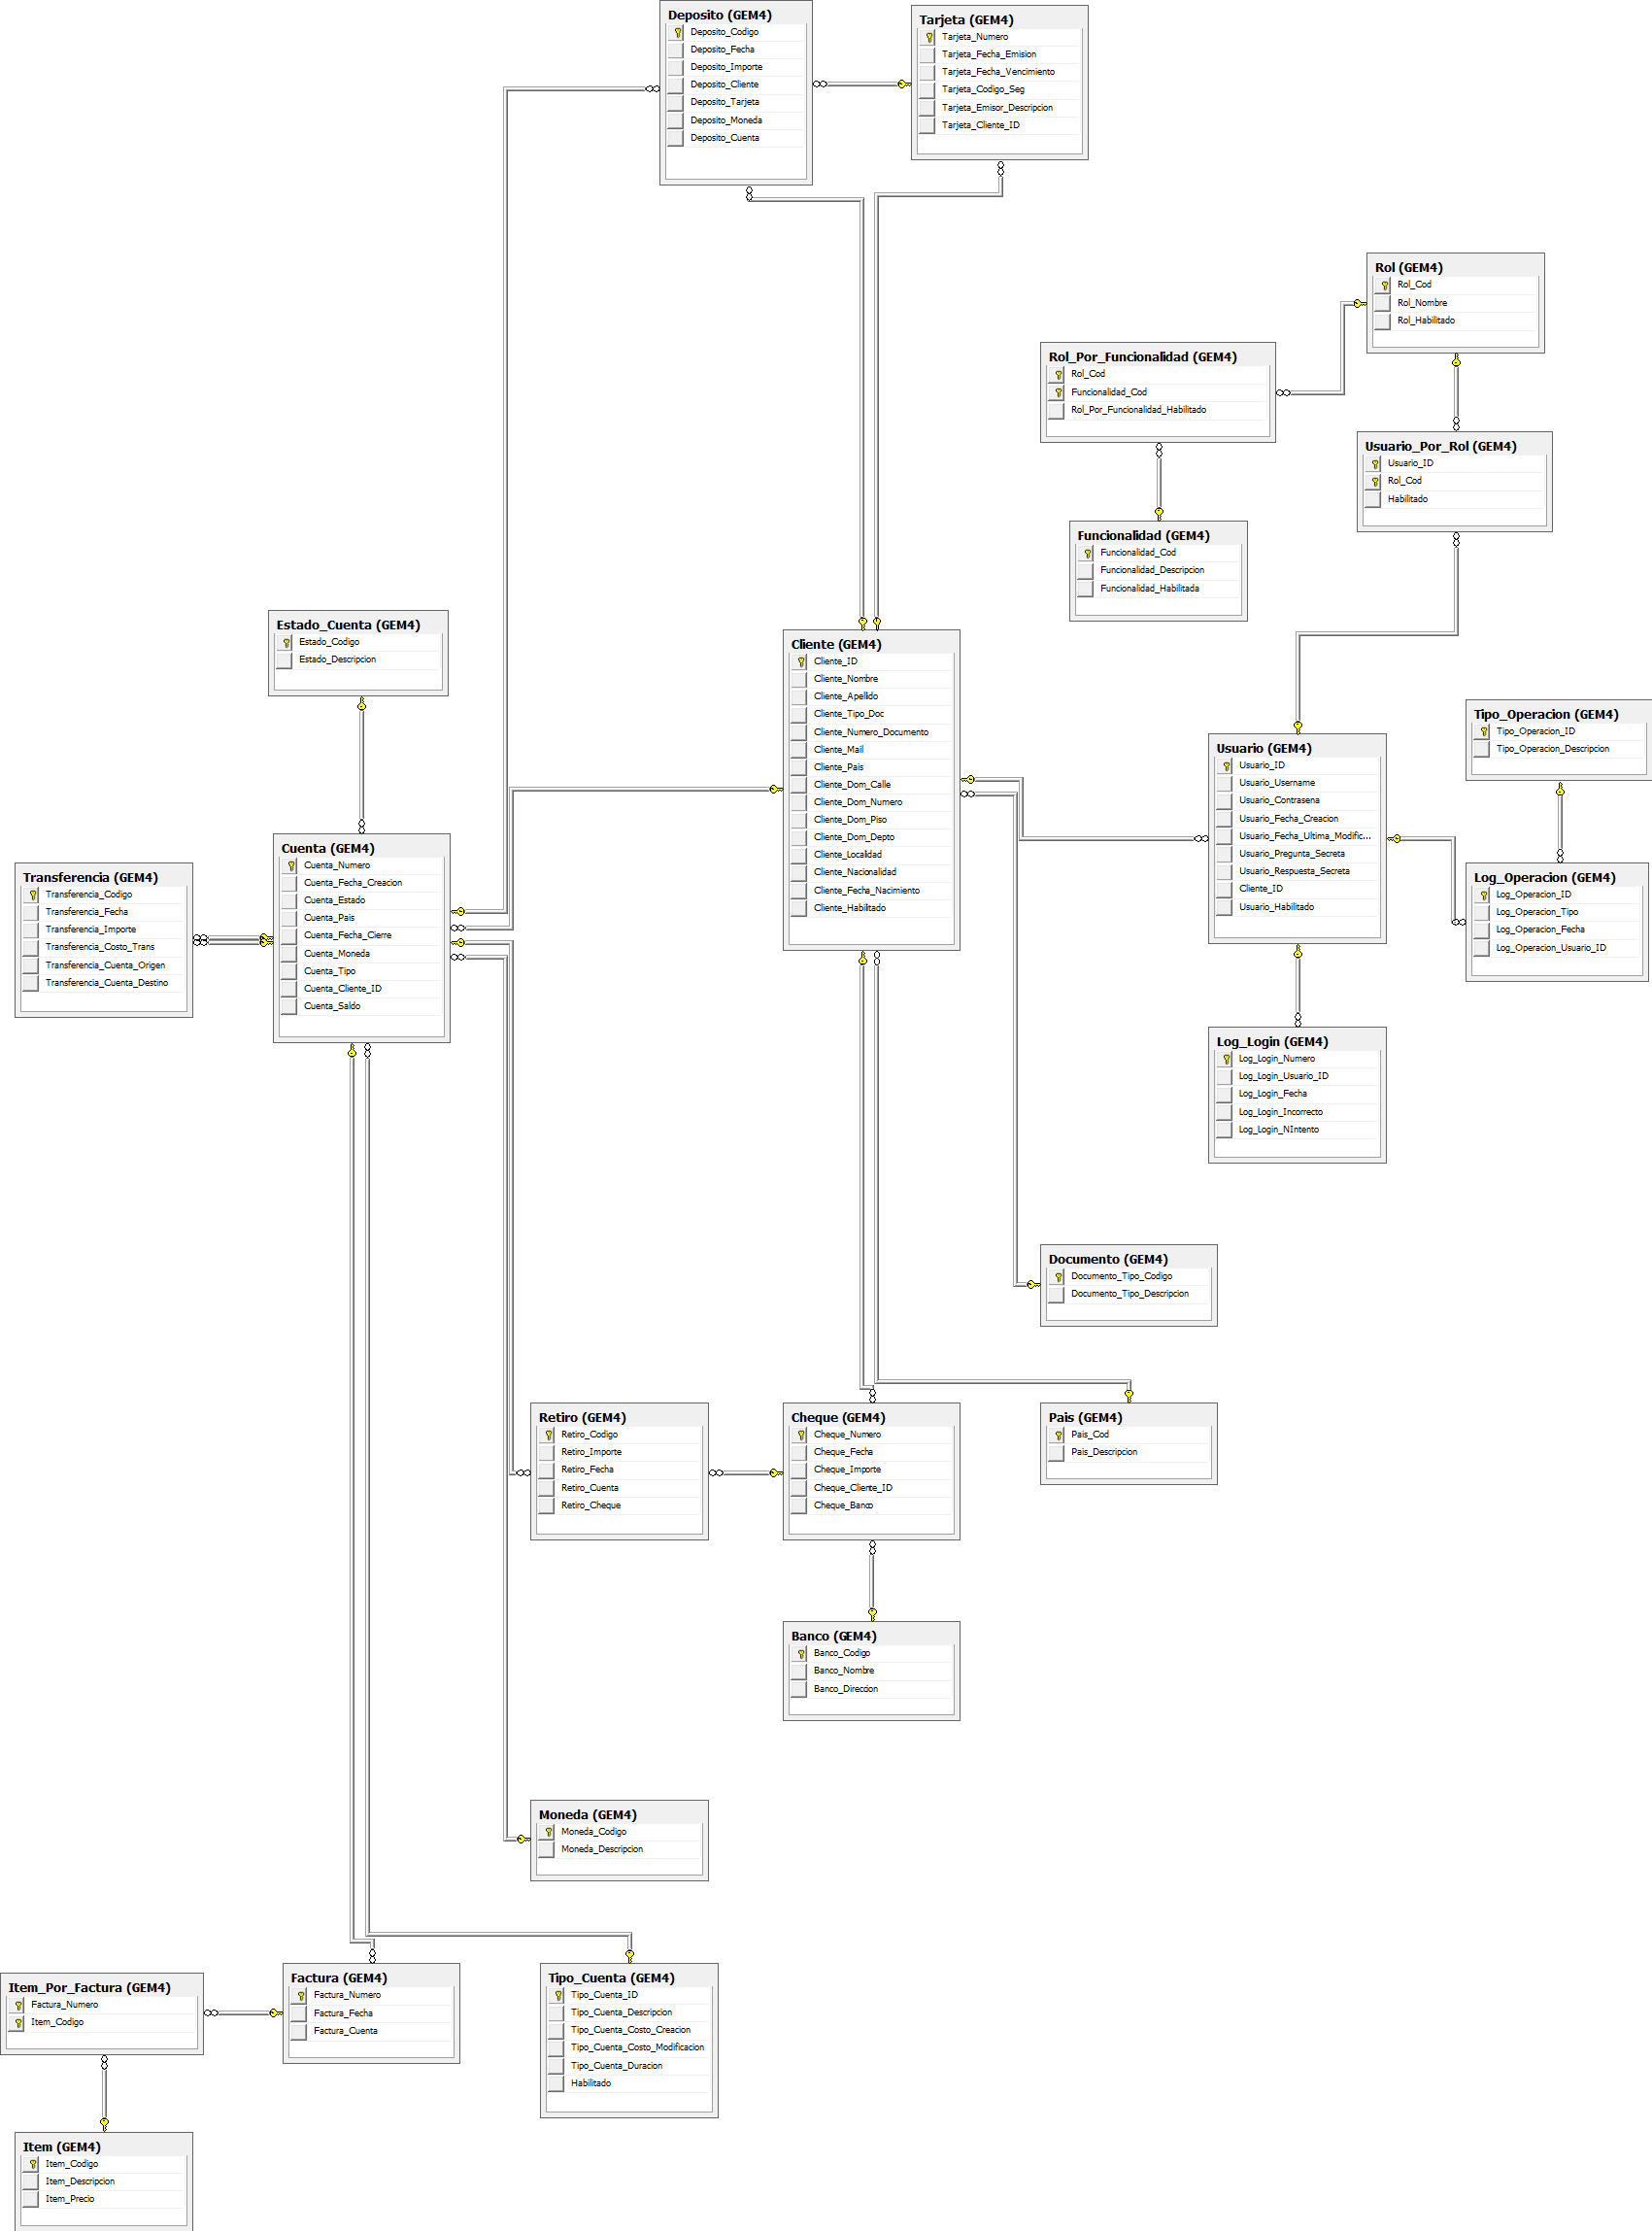 Deposito (GEM4)
Deposito_Codigo
Deposito_Fecha
Deposito_Importe
Deposito_Cliente
Deposito_Tarjeta
Deposito_Moneda
Deposito_Cuenta
Tarjeta (GEM4)
Tarjeta_Numero
Tarjeta_Fecha_Emision
Tarjeta_Fecha_Vencimiento
Tarjeta_Codigo_Seg
Tarjeta_Emisor_Descripcion
Tarjeta_Cliente_ID
Rol (GEM4)
Rol_Cod
Rol_Nombre
Rol_Habilitado
Rol_Por_Funcionalidad (GEM4)
Rol_Cod
Funcionalidad_Cod
Rol_Por_Funcionalidad_Habilitado
Usuario_Por_Rol (GEM4)
Usuario_ID
Rol_Cod
Habilitado
Funcionalidad (GEM4)
Funcionalidad_Cod
Funcionalidad_Descripcion
Funcionalidad_Habilitada
Estado_Cuenta (GEM4)
Estado_Codigo
Estado_Descripcion
Cliente (GEM4)
Cliente_ID
Cliente_Nombre
Cliente_Apellido
Cliente_Tipo_Doc
Cliente_Numero_Documento
Cliente_Mail
Cliente_Pais
Cliente_Dom_Calle
Cliente_Dom_Numero
Cliente_Dom_Piso
Cliente_Dom_Depto
Cliente_Localidad
Cliente_Nacionalidad
Cliente_Fecha_Nacimiento
Cliente_Habilitado
Tipo_Operacion (GEM4)
Tipo_Operacion_ID
Tipo_Operacion_Descripcion
Usuario (GEM4)
Usuario_ID
Usuario_Username
Usuario_Contrasena
Usuario_Fecha_Creacion
Usuario_Fecha_Ultima_Modific...
Usuario_Pregunta_Secreta
Usuario_Respuesta_Secreta
Cliente_ID
Usuario_Habilitado
Cuenta (GEM4)
Cuenta_Numero
Cuenta_Fecha_Creacion
Cuenta_Estado
Cuenta_Pais
Cuenta_Fecha_Cierre
Cuenta_Moneda
Cuenta_Tipo
Cuenta_Cliente_ID
Cuenta_Saldo
Transferencia (GEM4)
Transferencia_Codigo
Transferencia_Fecha
Transferencia_Importe
Transferencia_Costo_Trans
Transferencia_Cuenta_Origen
Transferencia_Cuenta_Destino
Log_Operacion (GEM4)
Log_Operacion_ID
Log_Operacion_Tipo
Log_Operacion_Fecha
Log_Operacion_Usuario_ID
Log_Login (GEM4)
Log_Login_Numero
Log_Login_Usuario_ID
Log_Login_Fecha
Log_Login_Incorrecto
Log_Login_NIntento
Documento (GEM4)
Documento_Tipo_Codigo
Documento_Tipo_Descripcion
Retiro (GEM4)
Retiro_Codigo
Retiro_Importe
Retiro_Fecha
Retiro_Cuenta
Retiro_Cheque
Cheque (GEM4)
Cheque_Numero
Cheque_Fecha
Cheque_Importe
Cheque_Cliente_ID
Cheque_Banco
Pais (GEM4)
Pais_Cod
Pais_Descripcion
Banco (GEM4)
Banco_Codigo
Banco_Nombre
Banco_Direccion
Moneda (GEM4)
Moneda_Codigo
Moneda_Descripcion
Item_Por_Factura (GEM4)
Factura_Numero
Item_Codigo
Factura (GEM4)
Factura_Numero
Factura_Fecha
Factura_Cuenta
Tipo_Cuenta (GEM4)
Tipo_Cuenta_ID
Tipo_Cuenta_Descripcion
Tipo_Cuenta_Costo_Creacion
Tipo_Cuenta_Costo_Modificacion
Tipo_Cuenta_Duracion
Habilitado
Item (GEM4)
Item_Codigo
Item_Descripcion
Item_Precio